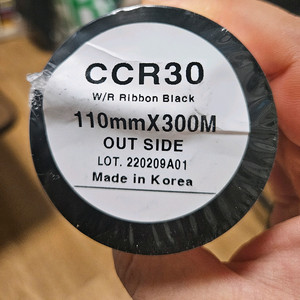 CCR30
W/R Ribbon Black
110mmX300M
OUT SIDE
LOT. 220209A01
Made in Korea